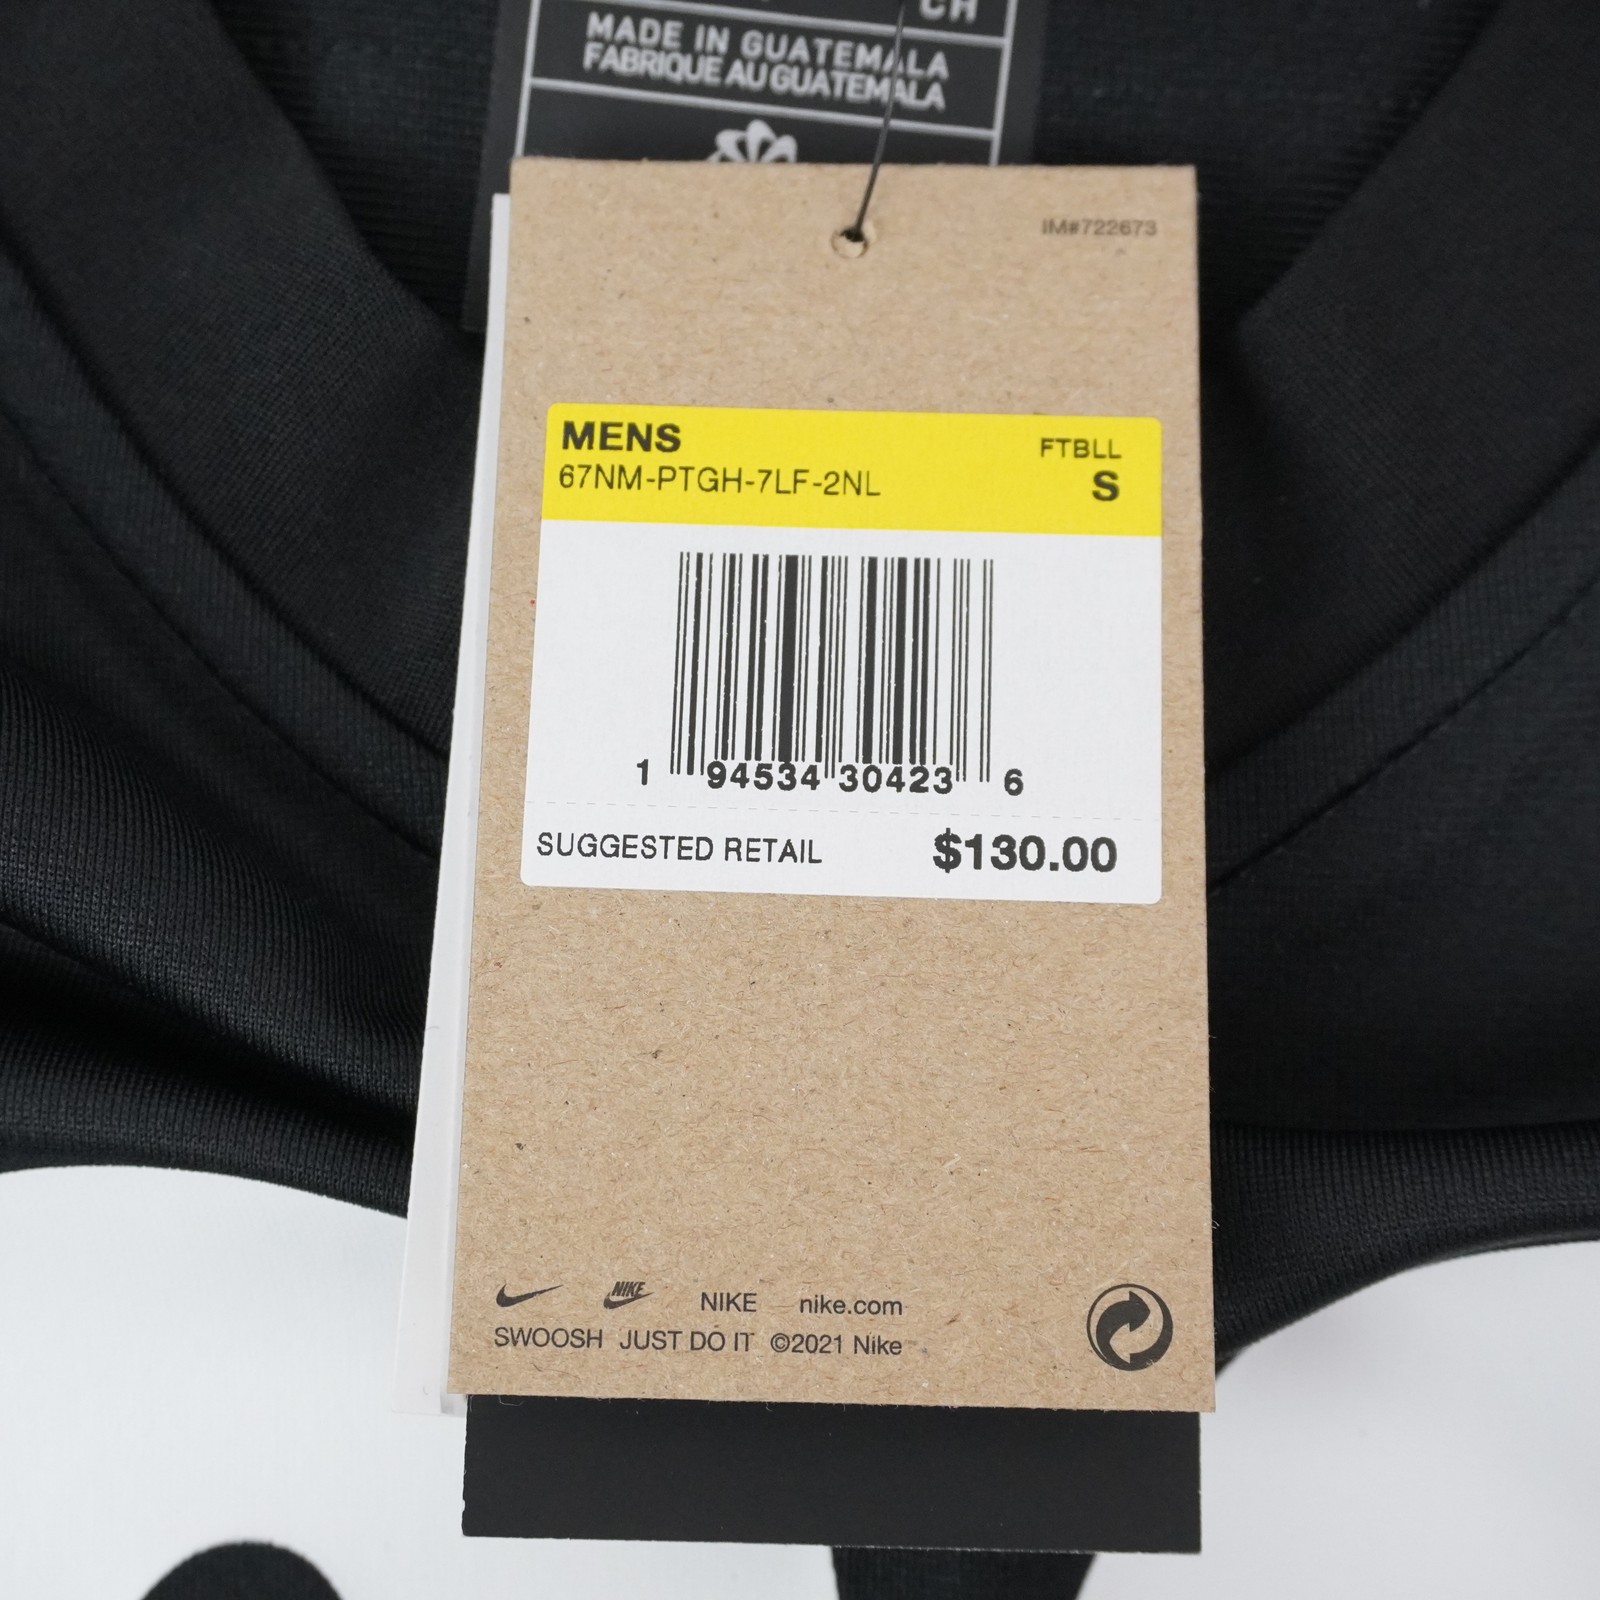 CH
MADE IN GUATEMALA
FABRIQUE AU GUATEMALA
IM#722673
MENS FTBLL
67NM-PTGH-7LF-2NL S
1 94534 30423 6
SUGGESTED RETAIL $130.00
NIKE NIKE nike.com
SWOOSH JUST DO IT ©2021 Nike